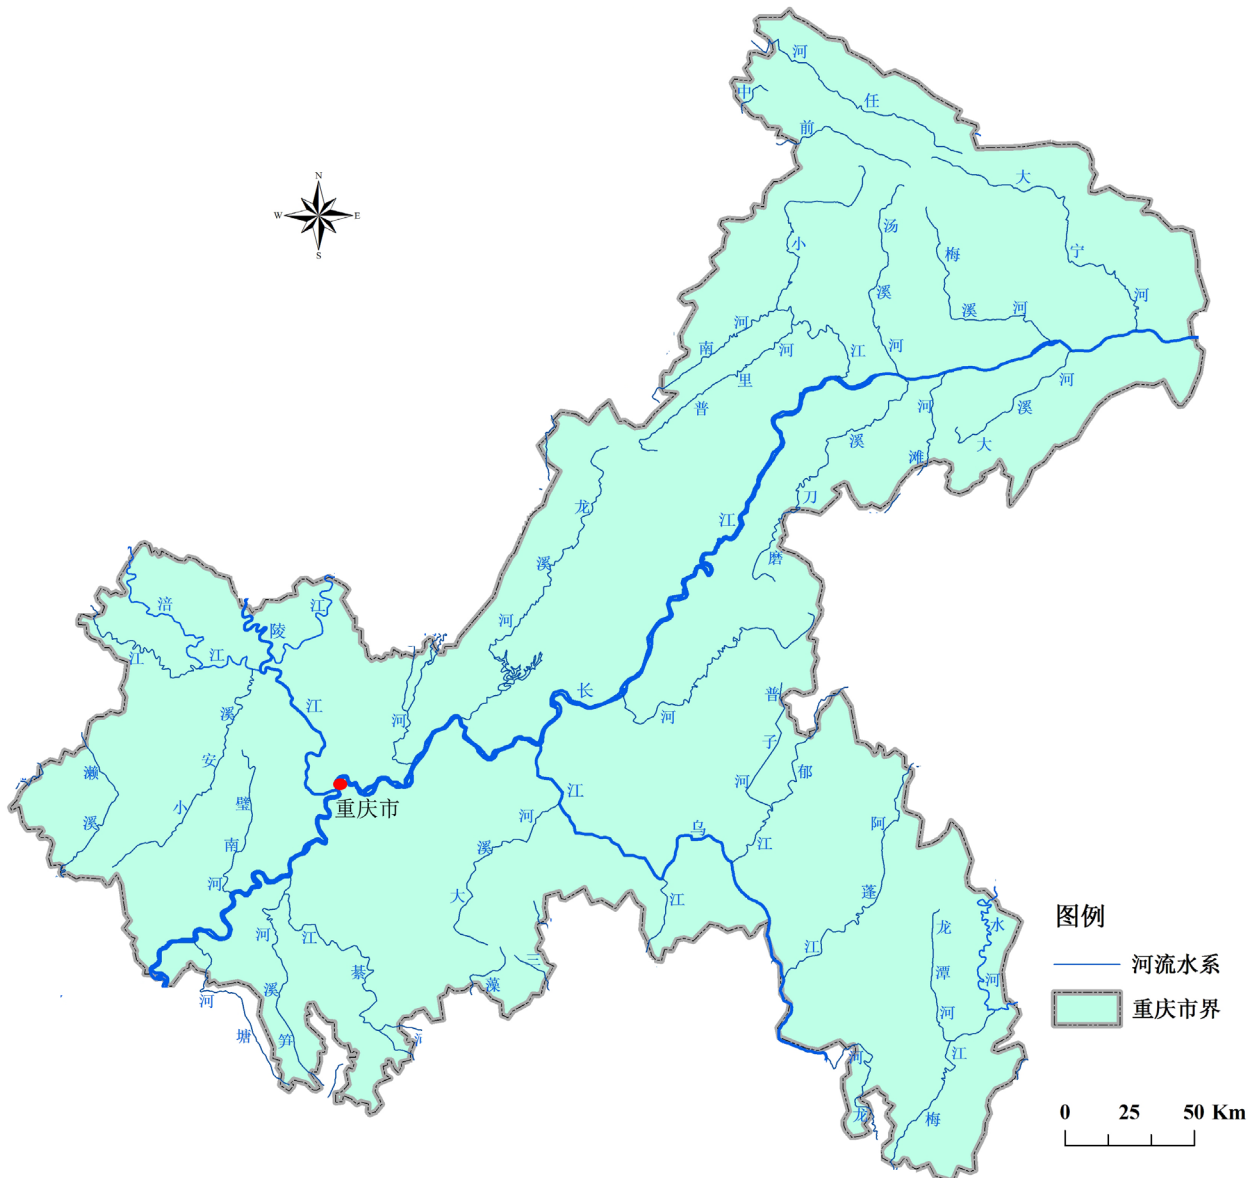 河
任
中
前
大
宁
河
小
江
汤
溪
河
梅
溪
河
河
南
河
里
普
河
溪
大
河
滩
溪
刀
磨
N
W
E
S
龙
溪
河
江
长
涪
江
江
陵
江
江
溪
安
小
濑
溪
璧
南
河
河
重庆市
河
普
子
河
郁
江
江
河
溪
大
乌
江
阿
蓬
江
龙
潭
河
水
河
江
梅
河
溪
笋
江
綦
河
塘
藻
三
河
龙
图例
河流水系
重庆市界
0 25 50 Km